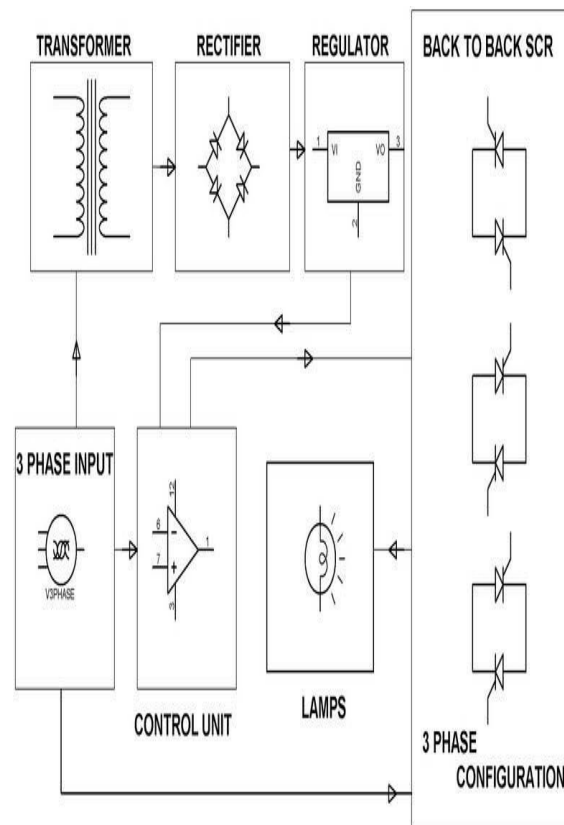 TRANSFORMER
RECTIFIER
REGULATOR
BACK TO BACK SCR
1
VI
VO
3
GND
2
3 PHASE INPUT
V3PHASE
12
6
-
7
+
1
3
CONTROL UNIT
LAMPS
3 PHASE
CONFIGURATION